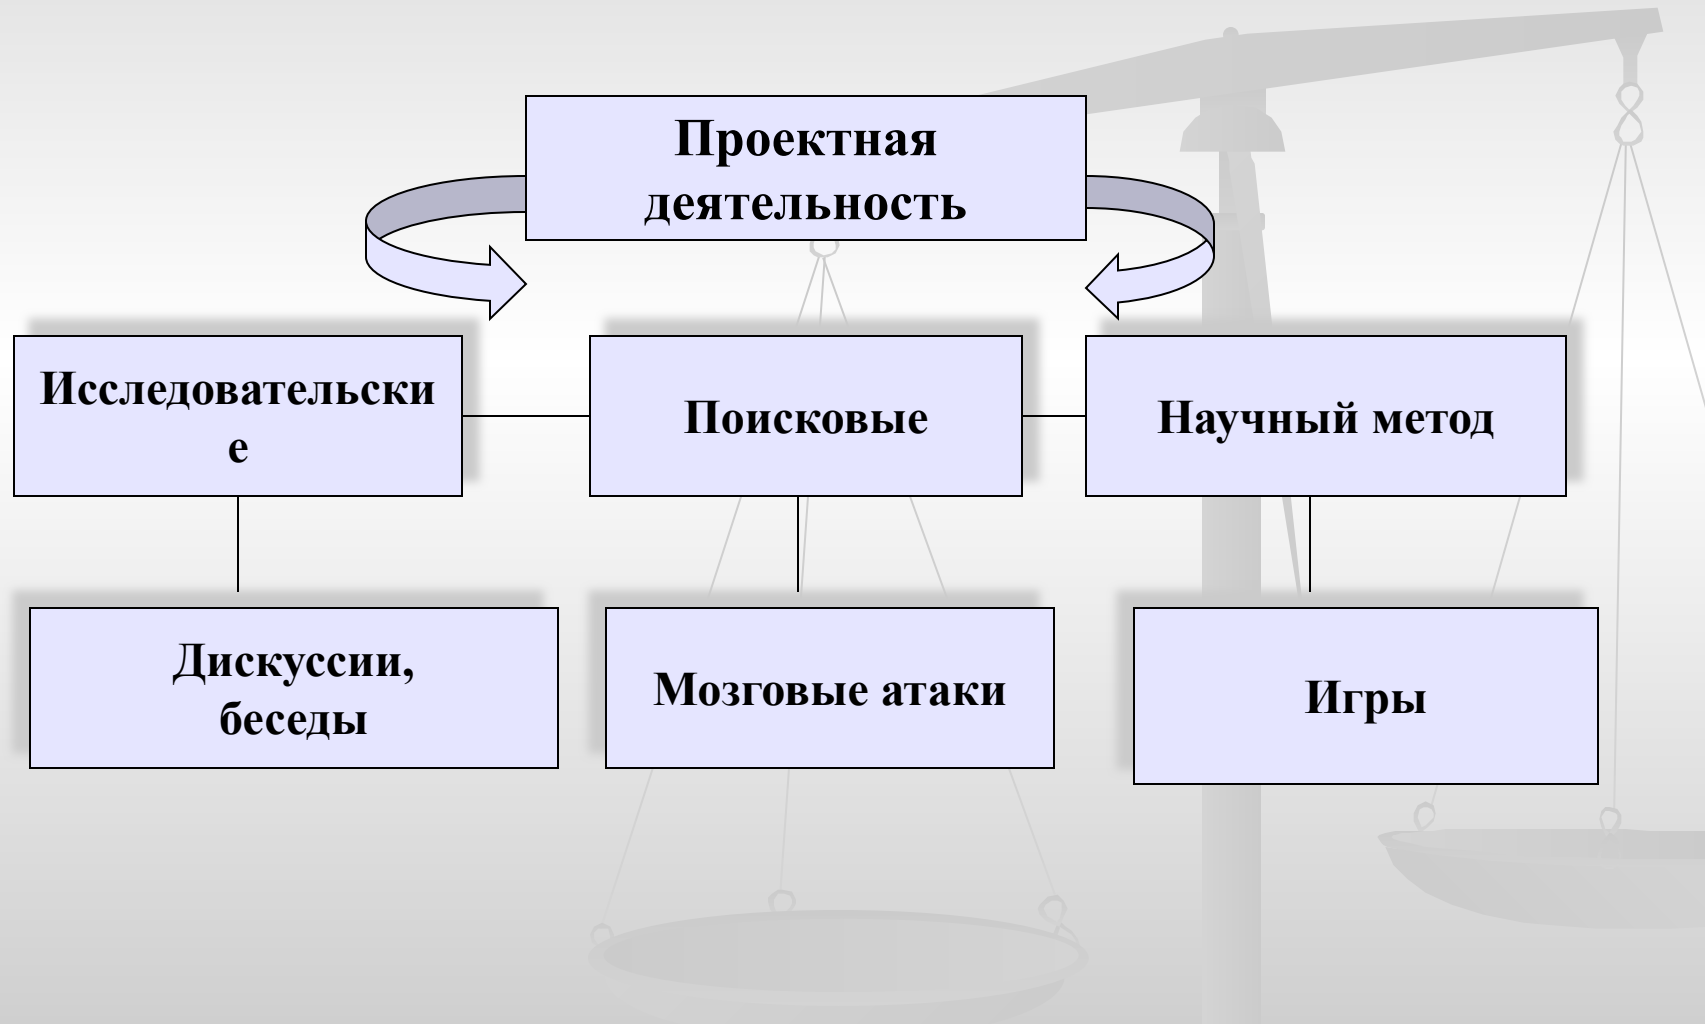 Проектная
деятельность
Исследовательски
е
Поисковые
Научный метод
Дискуссии,
беседы
Мозговые атаки
Игры